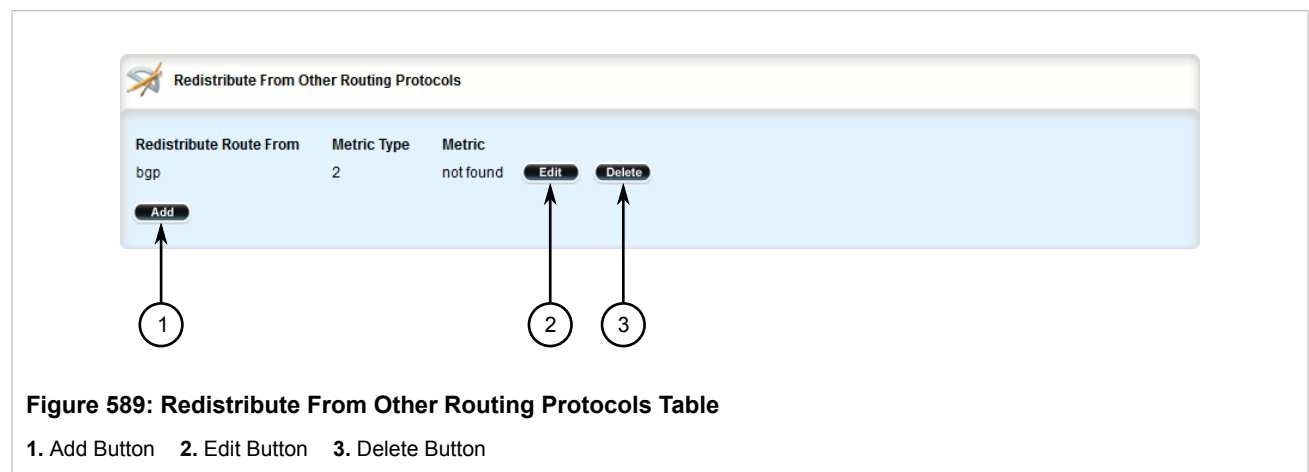 Redistribute From Other Routing Protocols
Redistribute Route From Metric Type Metric
bgp 2 not found Edit Delete
Add
1 2 3
Figure 589: Redistribute From Other Routing Protocols Table
1. Add Button 2. Edit Button 3. Delete Button